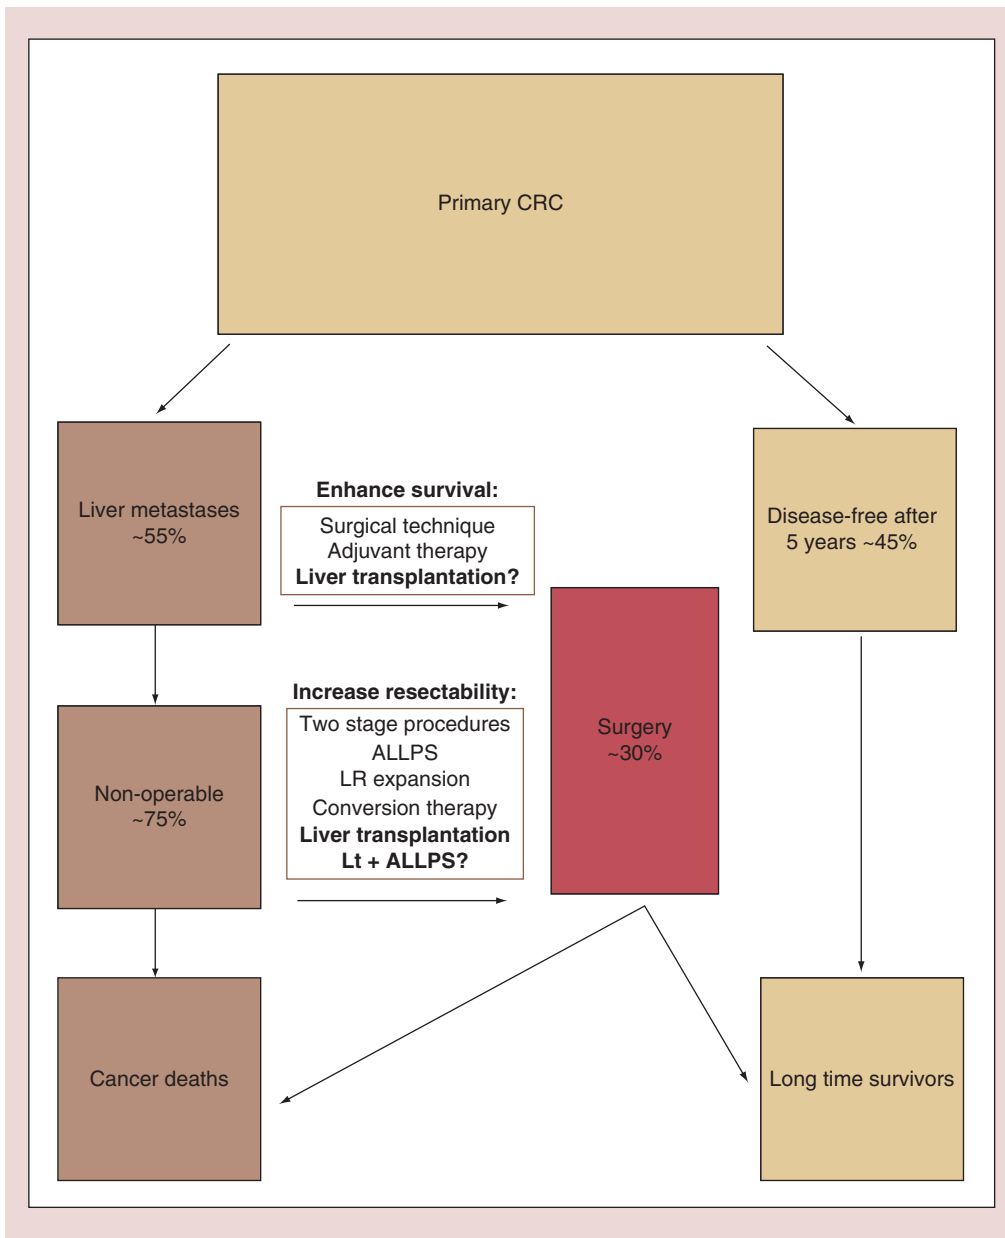 Primary CRC
Liver metastases
~55%
Enhance survival:
Surgical technique
Adjuvant therapy
Liver transplantation?
Disease-free after
5 years ~45%
Non-operable
~75%
Increase resectability:
Two stage procedures
ALLPS
LR expansion
Conversion therapy
Liver transplantation
Lt + ALLPS?
Surgery
~30%
Cancer deaths
Long time survivors